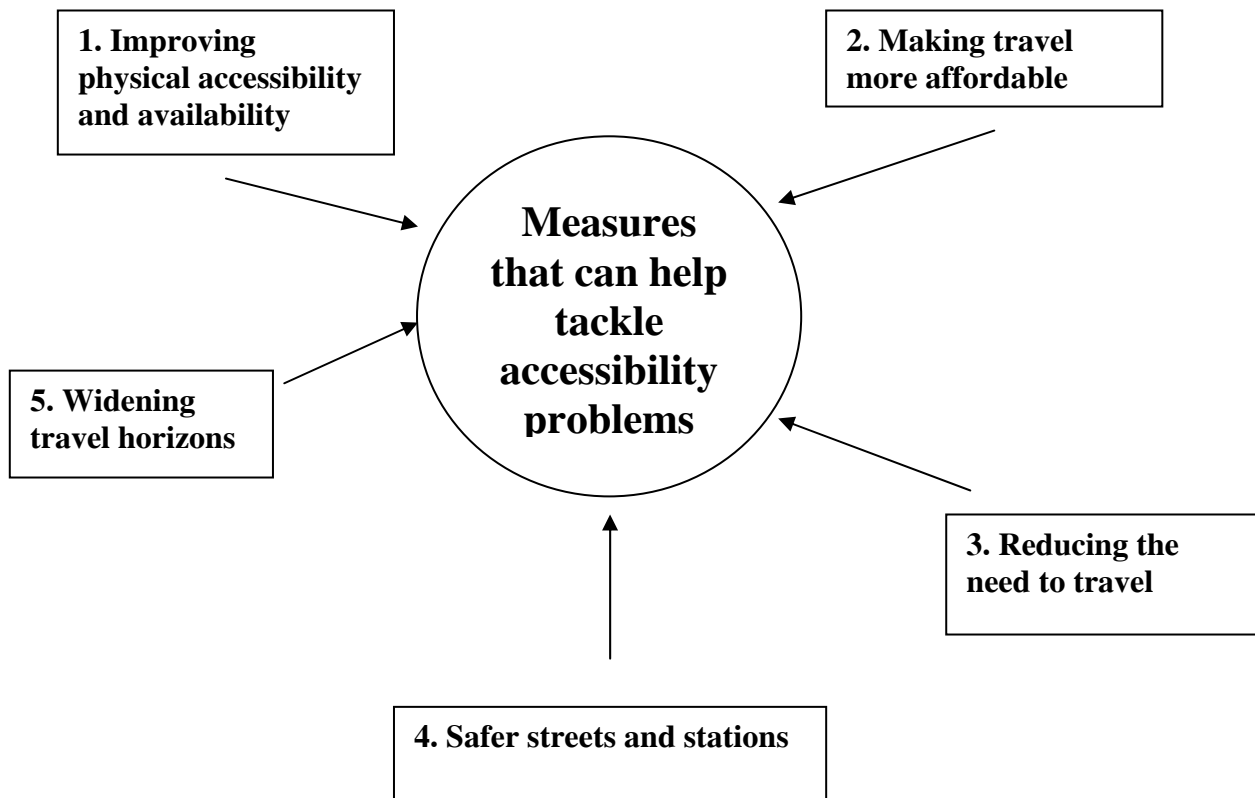 1. Improving
physical accessibility
and availability
2. Making travel
more affordable
Measures
that can help
tackle
accessibility
problems
5. Widening
travel horizons
3. Reducing the
need to travel
4. Safer streets and stations